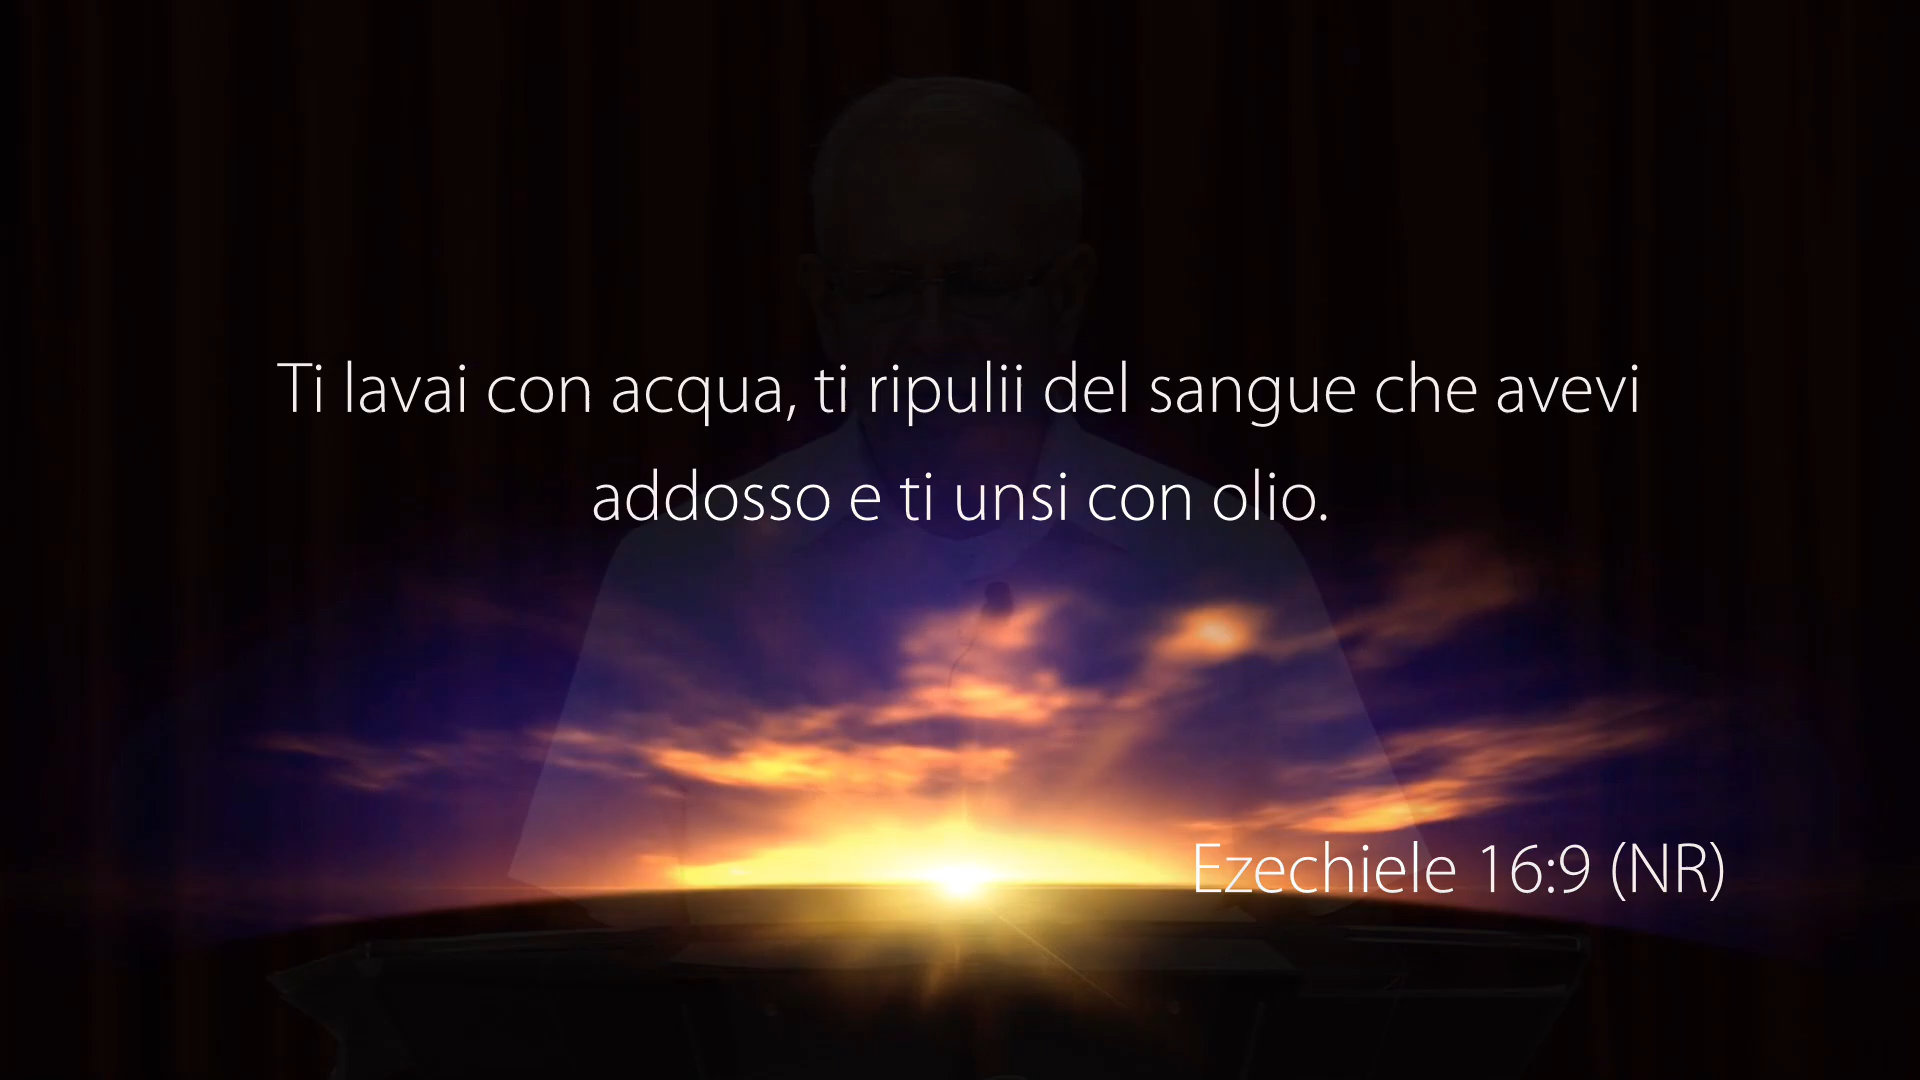 Ti lavai con acqua, ti ripulii del sangue che avevi
addosso e ti unsi con olio.
Ezechiele 16:9 (NR)